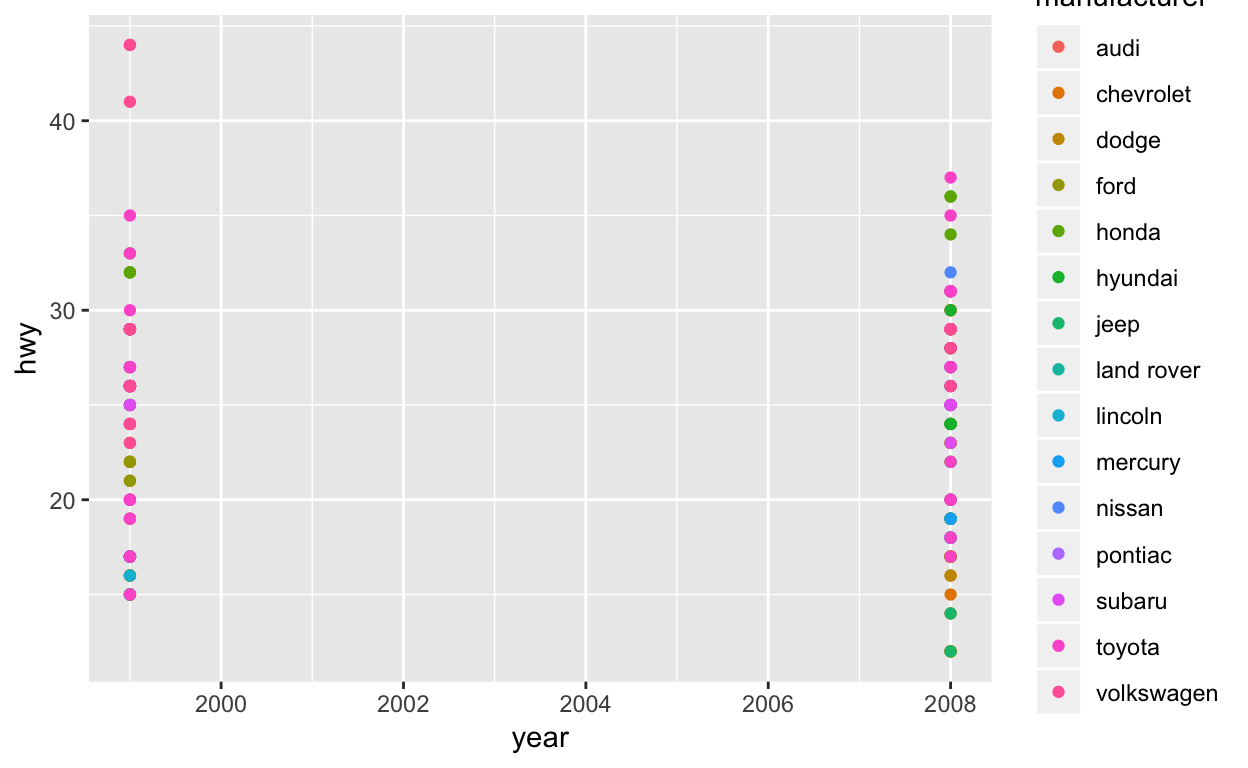 manufacturer
audi
chevrolet
dodge
ford
honda
hyundai
jeep
land rover
lincoln
mercury
nissan
pontiac
subaru
toyota
volkswagen
hwy
40
30
20
2000 2002 2004 2006 2008
year